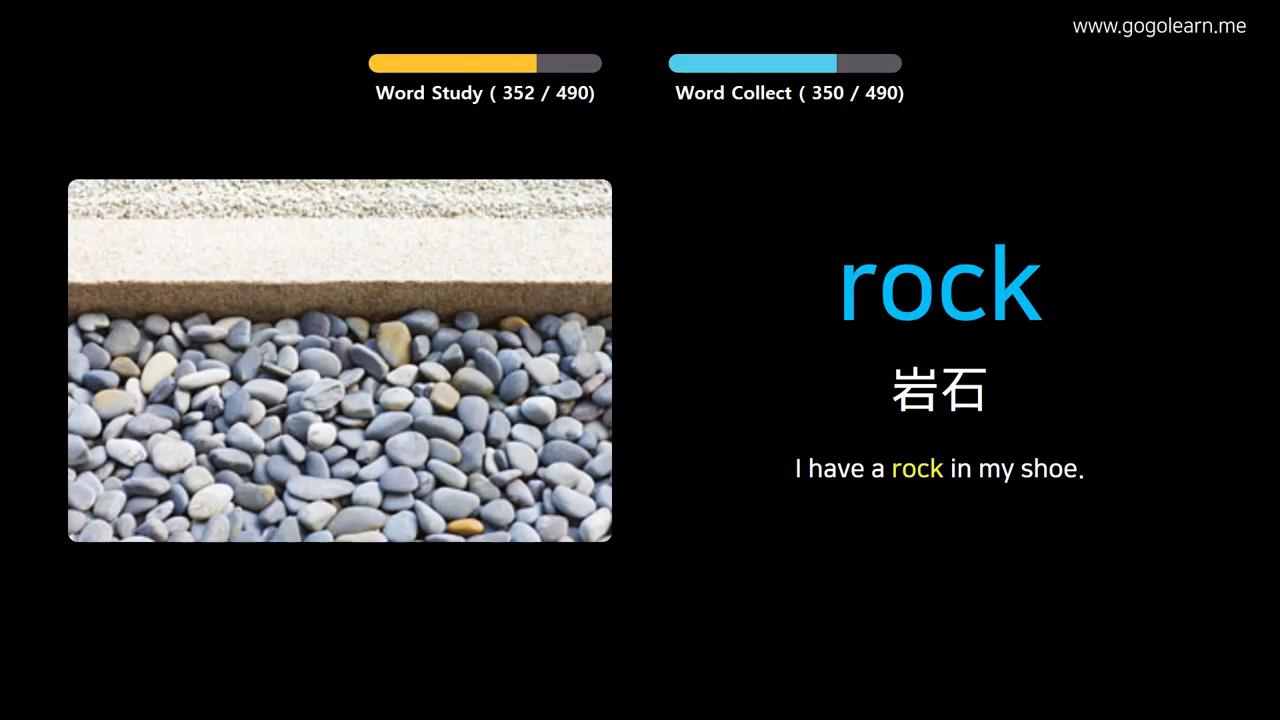 www.gogolearn.me
Word Study ( 352 / 490)
Word Collect ( 350 / 490)
rock
岩石
I have a rock in my shoe.